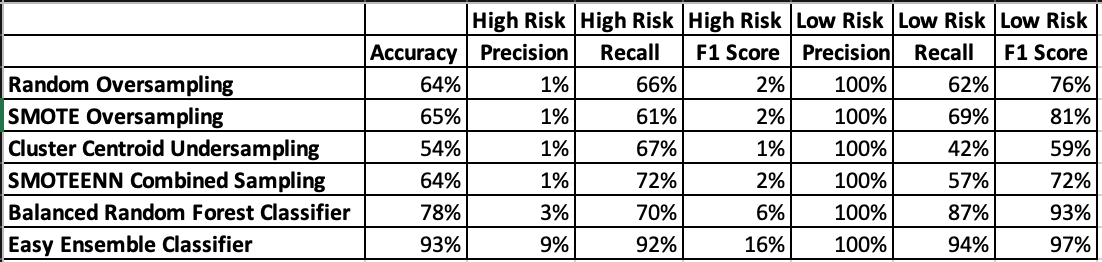 High Risk High Risk High Risk Low Risk Low Risk Low Risk
Accuracy Precision Recall F1 Score Precision Recall F1 Score
Random Oversampling 64% 1% 66% 2% 100% 62% 76%
SMOTE Oversampling 65% 1% 61% 2% 100% 69% 81%
Cluster Centroid Undersampling 54% 1% 67% 1% 100% 42% 59%
SMOTEENN Combined Sampling 64% 1% 72% 2% 100% 57% 72%
Balanced Random Forest Classifier 78% 3% 70% 6% 100% 87% 93%
Easy Ensemble Classifier 93% 9% 92% 16% 100% 94% 97%